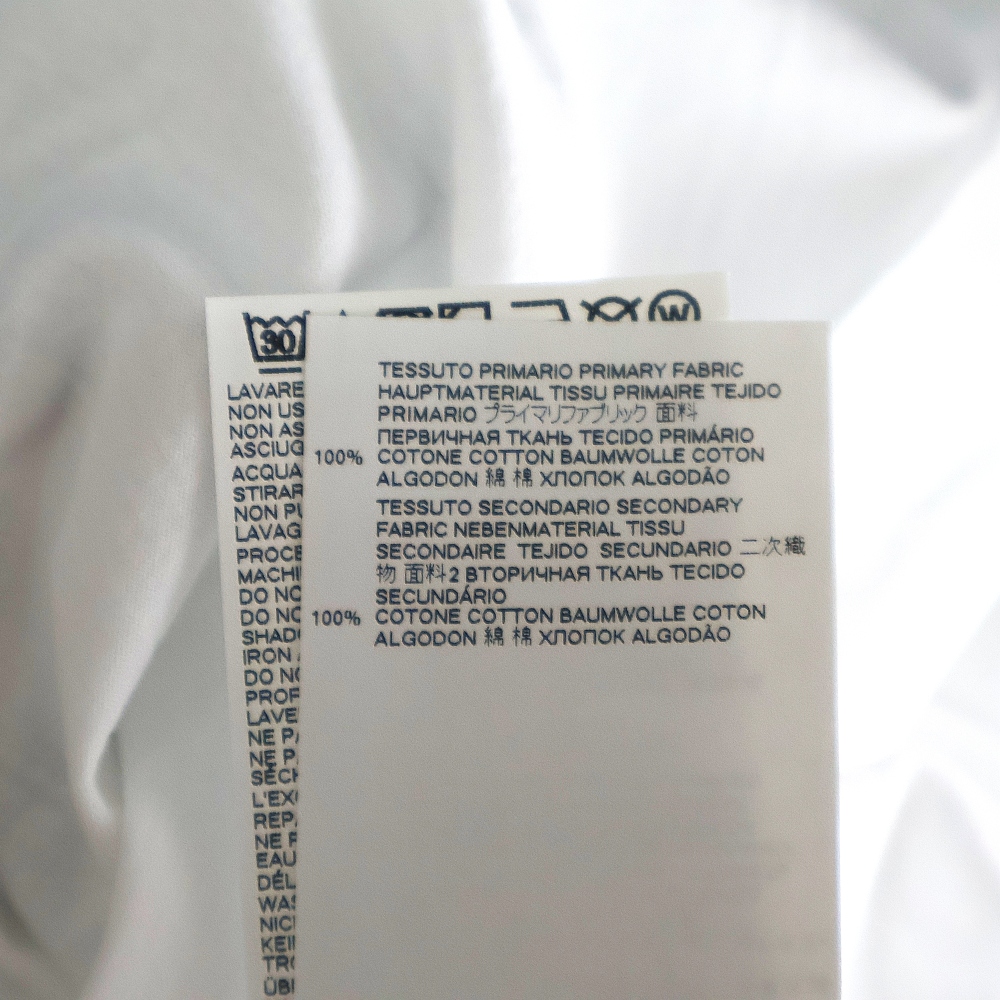 30
W
LAVARE
NON US
NON AS
ASCIUG
ACQUA
STIRAR
NON PU
LAVAG
PROCE
MACHI
DO NO
DO NO
SHAD
IRON
DO NO
PROF
LAVE
NE PA
NE P
SÉCH
L'EX
REP
NE P
EAU
DÉL
WAS
NIC
KEI
TRO
ÜBI
TESSUTO PRIMARIO PRIMARY FABRIC
HAUPTMATERIAL TISSU PRIMAIRE TEJIDO
PRIMARIO プライマリファブリック 面料
ПЕРВИЧНАЯ ТКАНЬ TECIDO PRIMÁRIO
100% COTONE COTTON BAUMWOLLE COTON
ALGODON 綿 棉 ХЛОПОК ALGODÃO
TESSUTO SECONDARIO SECONDARY
FABRIC NEBENMATERIAL TISSU
SECONDAIRE TEJIDO SECUNDARIO 二次織
物 面料2 ВТОРИЧНАЯ ТКАНЬ TECIDO
SECUNDÁRIO
100% COTONE COTTON BAUMWOLLE COTON
ALGODON 綿 棉 ХЛОПОК ALGODÃO